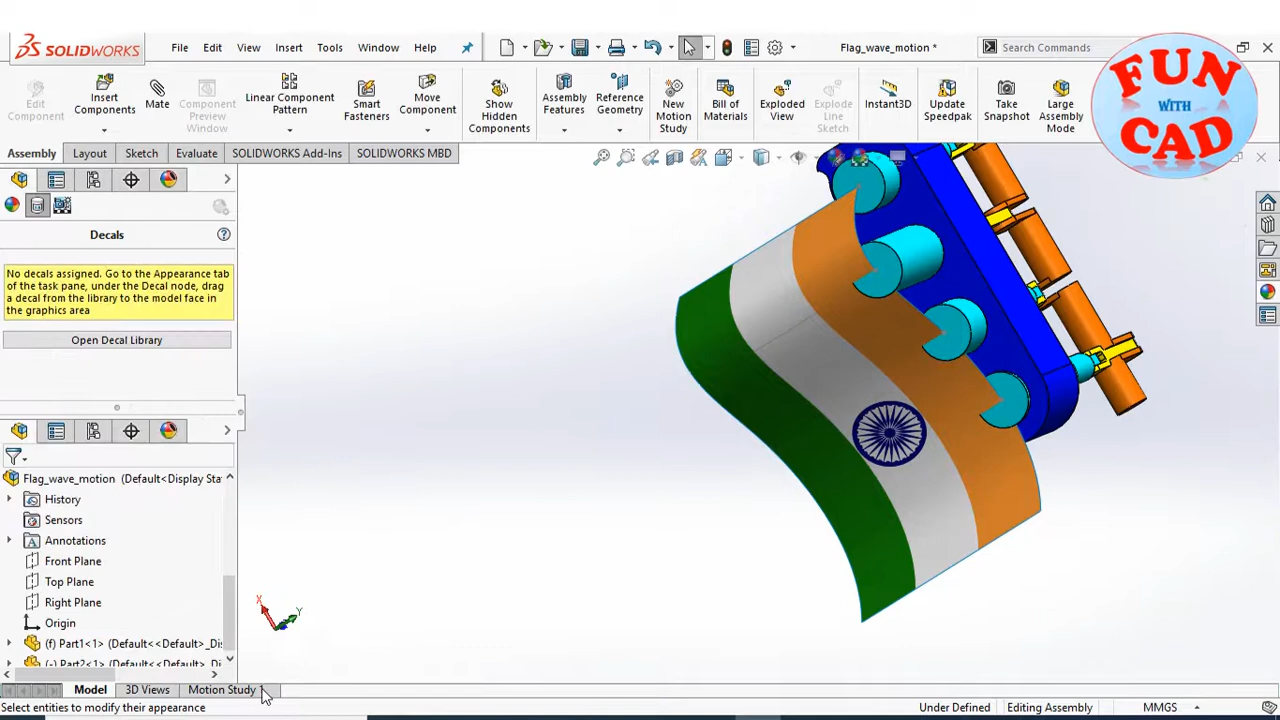 SOLIDWORKS
File Edit View Insert Tools Window Help
Flag_wave_motion *
Search Commands
Edit Component
Insert Components
Mate
Component Preview Window
Linear Component Pattern
Smart Fasteners
Move Component
Show Hidden Components
Assembly Features
Reference Geometry
New Motion Study
Bill of Materials
Exploded View
Explode Line Sketch
Instant3D
Update Speedpak
Take Snapshot
Large Assembly Mode
FUN
WITH
CAD
Assembly Layout Sketch Evaluate SOLIDWORKS Add-Ins SOLIDWORKS MBD
Decals
No decals assigned. Go to the Appearance tab
of the task pane, under the Decal node, drag
a decal from the library to the model face in
the graphics area
Open Decal Library
Flag_wave_motion (Default<Display Sta
History
Sensors
Annotations
Front Plane
Top Plane
Right Plane
Origin
(f) Part1<1> (Default<<Default>_Di
(-) Part2<1> (Default<<Default>_Di
X
Y
Model 3D Views Motion Study
Select entities to modify their appearance
Under Defined Editing Assembly MMGS